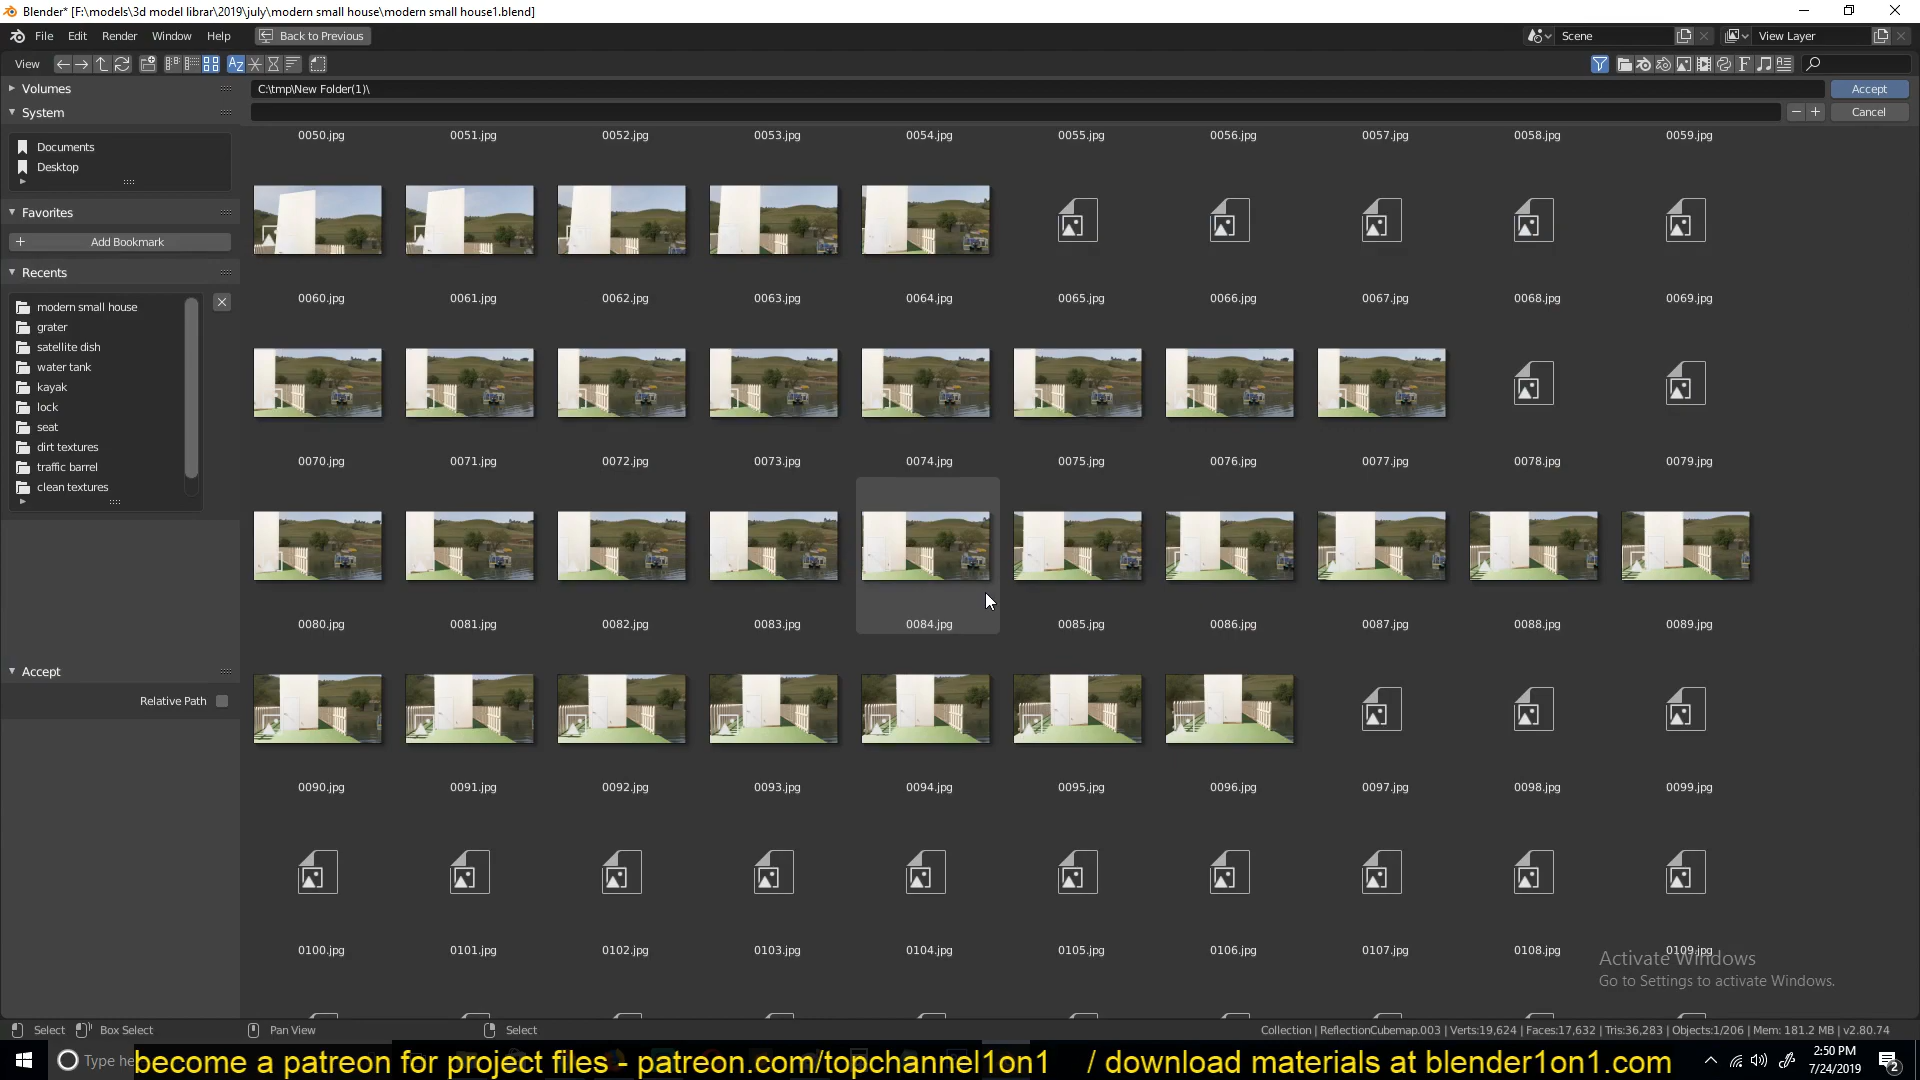 Blender* [F:\models\3d model librar\2019\july\modern small house\modern small house1.blend]
File Edit Render Window Help Back to Previous Scene View Layer
View
Volumes C:\tmp\New Folder(1)\ Accept
System Cancel
0050.jpg 0051.jpg 0052.jpg 0053.jpg 0054.jpg 0055.jpg 0056.jpg 0057.jpg 0058.jpg 0059.jpg
Documents
Desktop
Favorites
Add Bookmark
Recents
0060.jpg 0061.jpg 0062.jpg 0063.jpg 0064.jpg 0065.jpg 0066.jpg 0067.jpg 0068.jpg 0069.jpg
modern small house
grater
satellite dish
water tank
kayak
lock
seat
dirt textures
traffic barrel
clean textures
0070.jpg 0071.jpg 0072.jpg 0073.jpg 0074.jpg 0075.jpg 0076.jpg 0077.jpg 0078.jpg 0079.jpg
0080.jpg 0081.jpg 0082.jpg 0083.jpg 0084.jpg 0085.jpg 0086.jpg 0087.jpg 0088.jpg 0089.jpg
Accept
Relative Path
0090.jpg 0091.jpg 0092.jpg 0093.jpg 0094.jpg 0095.jpg 0096.jpg 0097.jpg 0098.jpg 0099.jpg
0100.jpg 0101.jpg 0102.jpg 0103.jpg 0104.jpg 0105.jpg 0106.jpg 0107.jpg 0108.jpg 0109.jpg
Activate Windows
Go to Settings to activate Windows.
Select Box Select Pan View Select Collection | ReflectionCubemap.003 | Verts:19,624 | Faces:17,632 | Tris:36,283 | Objects:1/206 | Mem: 181.2 MB | v2.80.74
Type he
become a patreon for project files - patreon.com/topchannel1on1 / download materials at blender1on1.com
2:50 PM
7/24/2019
2